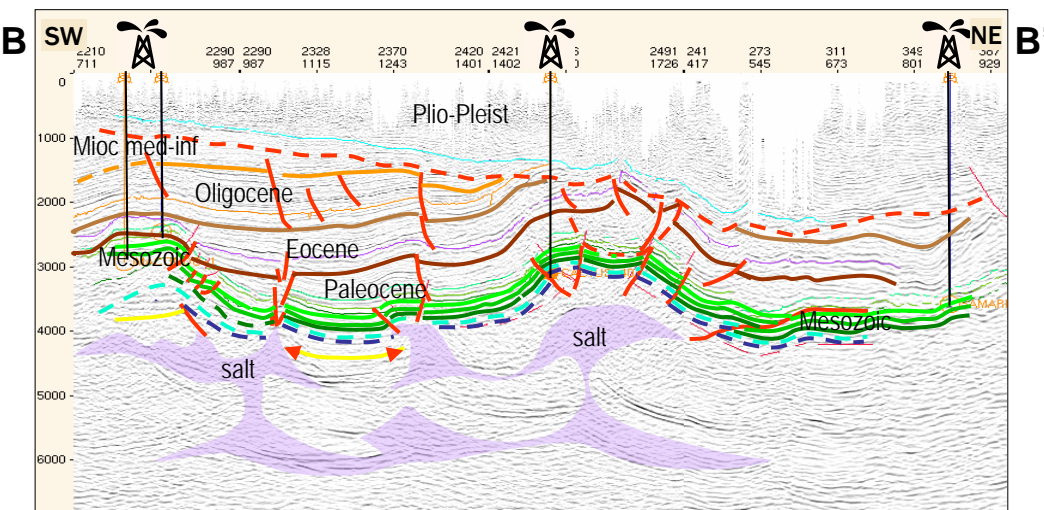 B SW NE B'
2210 2290 2290 2328 2370 2420 2421 2491 241 273 311
711 987 987 1115 1243 1401 1402 1726 417 545 673 801 929
0
Plio-Pleist
1000
Mioc med-inf
Oligocene
2000
Eocene
Mesozoic
3000
Paleocene
Mesozoic
4000
salt
salt
5000
6000